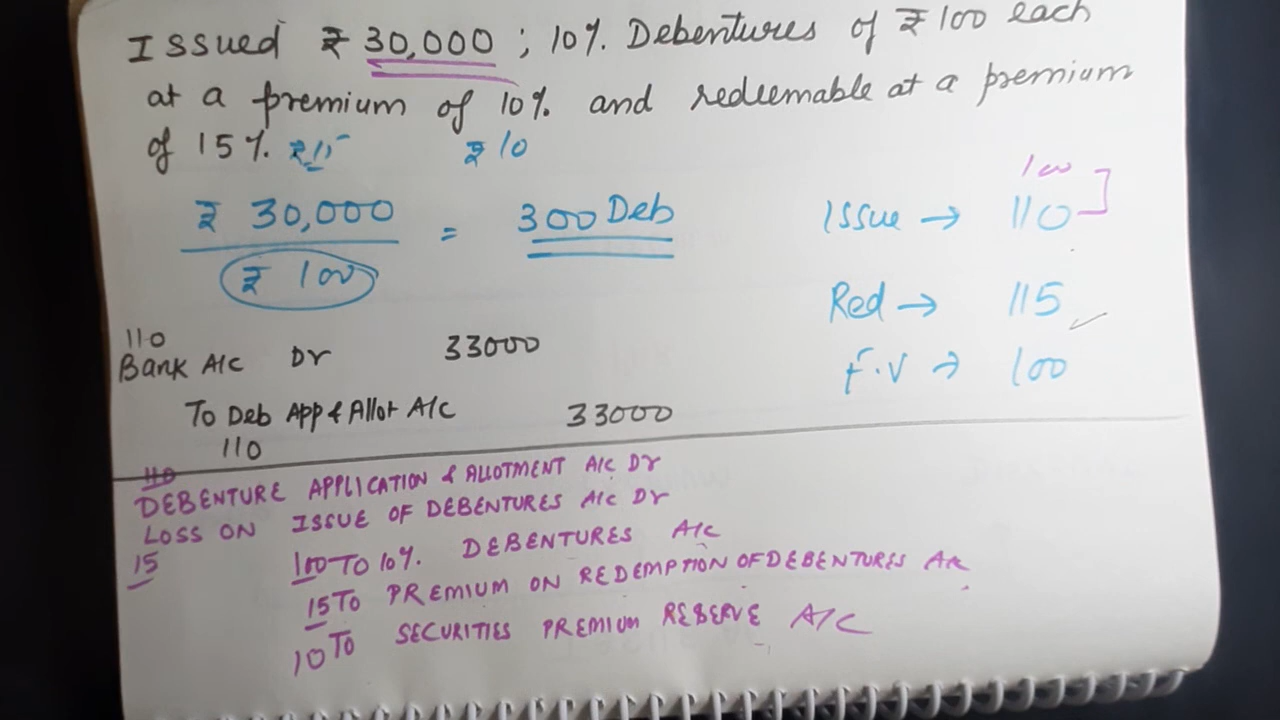 Issued ₹ 30,000 ; 10% Debentures of ₹ 100 each
at a premium of 10% and redeemable at a premium
of 15%. ₹ 15 ₹ 10
₹ 30,000 = 300 Deb
₹ 100
100
Issue → 110
Red → 115
F.V → 100
110
Bank A/c Dr 33000
To Deb App & Allot A/C 33000
110
110
DEBENTURE APPLICATION & ALLOTMENT A/C Dr
LOSS ON ISSUE OF DEBENTURES A/C Dr
15 100 TO 10% DEBENTURES A/C
15 TO PREMIUM ON REDEMPTION OF DEBENTURES A/c
10 TO SECURITIES PREMIUM RESERVE A/C